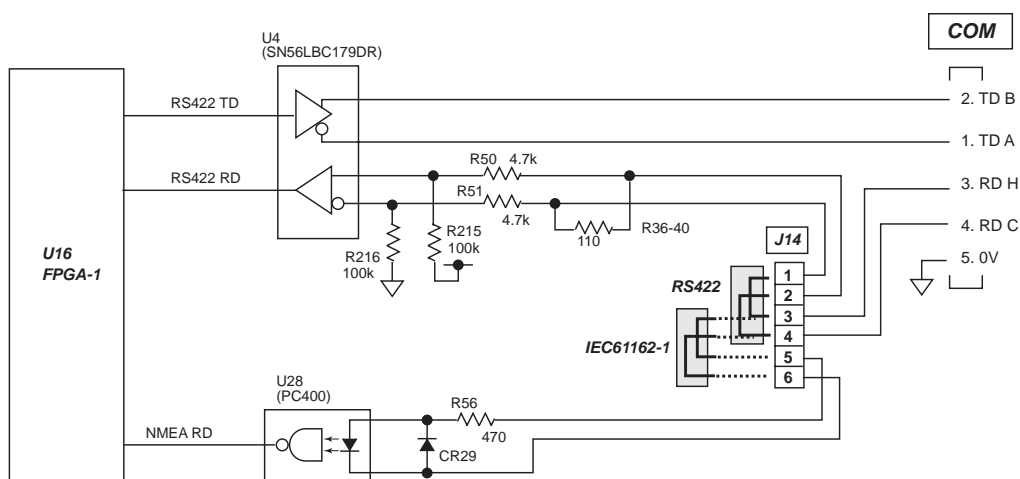 COM
U4
(SN56LBC179DR)
RS422 TD
2. TD B
1. TD A
R50 4.7k
RS422 RD
R51
4.7k
3. RD H
4. RD C
R36-40
110
R215
100k
R216
100k
U16
FPGA-1
J14
5. 0V
RS422
1
2
3
4
5
6
IEC61162-1
U28
(PC400)
R56
470
NMEA RD
CR29